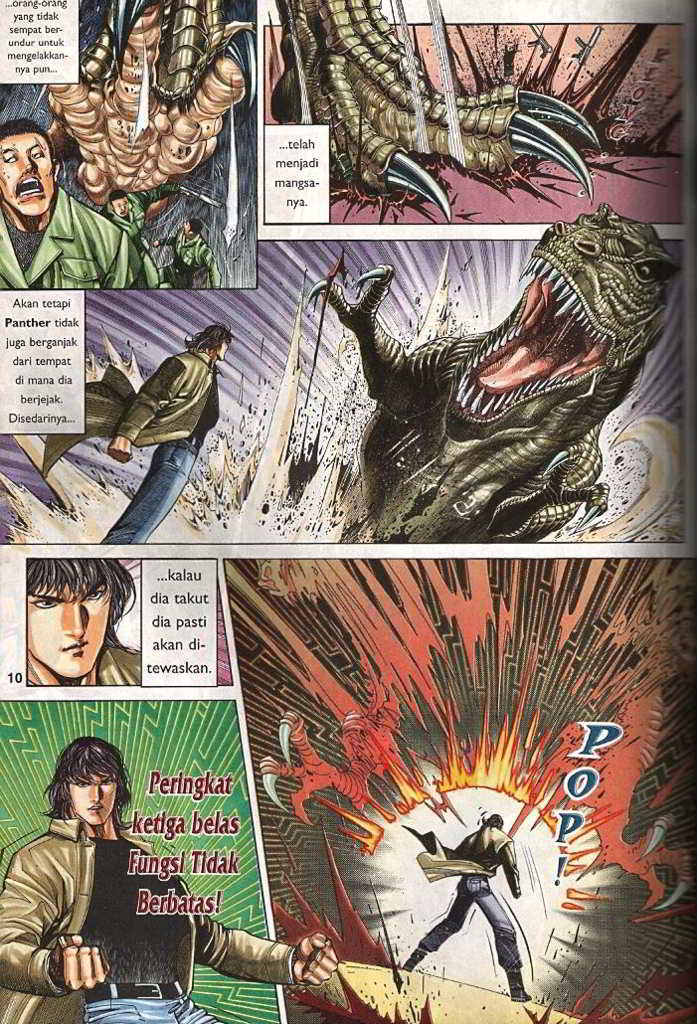 ...orang-orang
yang tidak
sempat ber-
undur untuk
mengelakkan-
nya pun...
...telah
menjadi
mangsa-
nya.
Akan tetapi
Panther tidak
juga berganjak
dari tempat
di mana dia
berjejak.
Disedarinya...
...kalau
dia takut
dia pasti
akan di-
tewaskan.
10
Peringkat
ketiga belas
Fungsi Tidak
Berbatas!
POP!